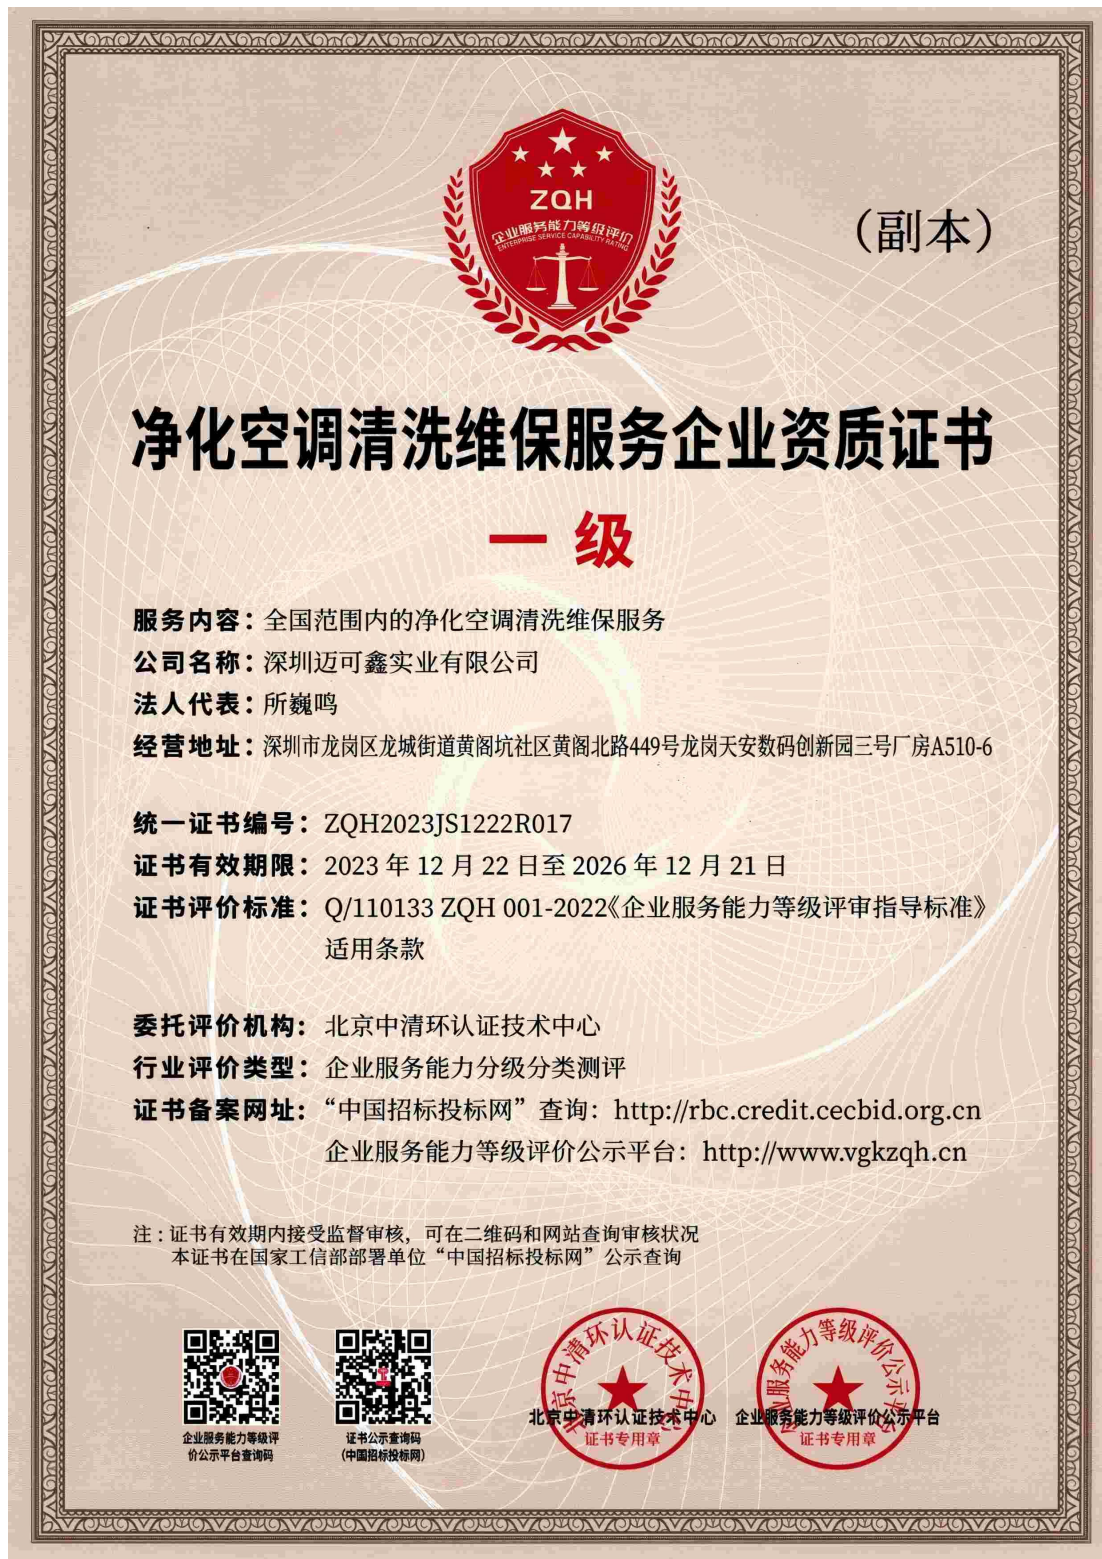 ZQH
企业服务能力等级评价
ENTERPRISE SERVICE CAPABILITY RATING
（副本）
净化空调清洗维保服务企业资质证书
一级
服务内容：全国范围内的净化空调清洗维保服务
公司名称：深圳迈可鑫实业有限公司
法人代表：所巍鸣
经营地址：深圳市龙岗区龙城街道黄阁坑社区黄阁北路449号龙岗天安数码创新园三号厂房A510-6
统一证书编号：ZQH2023JS1222R017
证书有效期限：2023 年 12 月 22 日至 2026 年 12 月 21 日
证书评价标准：Q/110133 ZQH 001-2022《企业服务能力等级评审指导标准》
适用条款
委托评价机构：北京中清环认证技术中心
行业评价类型：企业服务能力分级分类测评
证书备案网址：“中国招标投标网”查询：http://rbc.credit.cecbid.org.cn
企业服务能力等级评价公示平台：http://www.vgkzqh.cn
注：证书有效期内接受监督审核，可在二维码和网站查询审核状况
本证书在国家工信部部署单位“中国招标投标网”公示查询
企业服务能力等级评
价公示平台查询码
证书公示查询码
（中国招标投标网）
北京中清环认证技术中心
北京中清环认证技术中心
证书专用章
企业服务能力等级评价公示平台
企业服务能力等级评价公示平台
证书专用章